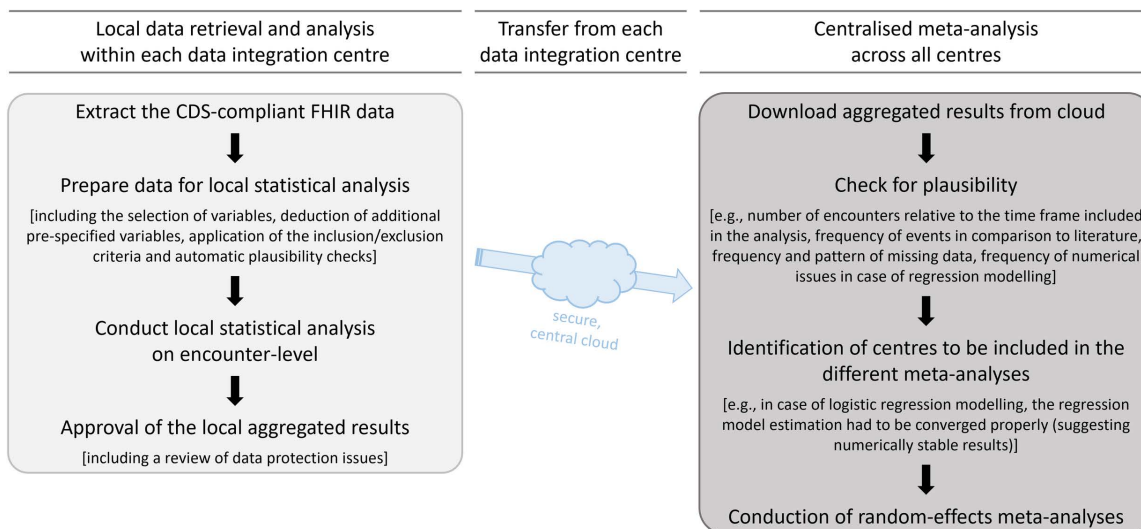 Local data retrieval and analysis
within each data integration centre
Transfer from each
data integration centre
Centralised meta-analysis
across all centres
Extract the CDS-compliant FHIR data
Prepare data for local statistical analysis
[including the selection of variables, deduction of additional
pre-specified variables, application of the inclusion/exclusion
criteria and automatic plausibility checks]
Conduct local statistical analysis
on encounter-level
Approval of the local aggregated results
[including a review of data protection issues]
secure,
central cloud
Download aggregated results from cloud
Check for plausibility
[e.g., number of encounters relative to the time frame included
in the analysis, frequency of events in comparison to literature,
frequency and pattern of missing data, frequency of numerical
issues in case of regression modelling]
Identification of centres to be included in the
different meta-analyses
[e.g., in case of logistic regression modelling, the regression
model estimation had to be converged properly (suggesting
numerically stable results)]
Conduction of random-effects meta-analyses